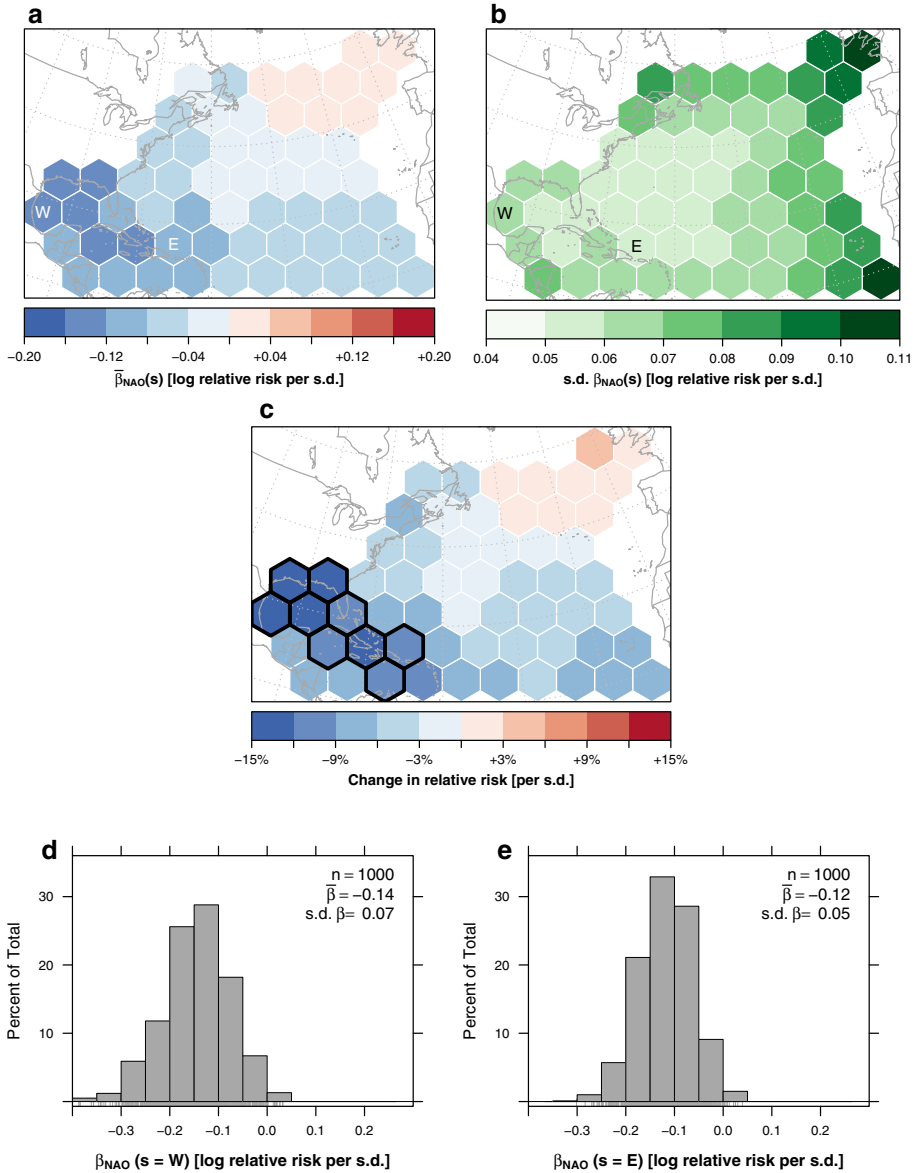 a
W
E
−0.20 −0.12 −0.04 +0.04 +0.12 +0.20
β̅NAO(s) [log relative risk per s.d.]
b
W
E
0.04 0.05 0.06 0.07 0.08 0.09 0.10 0.11
s.d. βNAO(s) [log relative risk per s.d.]
c
−15% −9% −3% +3% +9% +15%
Change in relative risk [per s.d.]
d
n = 1000
β̅ = −0.14
s.d. β= 0.07
Percent of Total
30
20
10
−0.3 −0.2 −0.1 0.0 0.1 0.2
βNAO (s = W) [log relative risk per s.d.]
e
n = 1000
β̅ = −0.12
s.d. β= 0.05
Percent of Total
30
20
10
−0.3 −0.2 −0.1 0.0 0.1 0.2
βNAO (s = E) [log relative risk per s.d.]